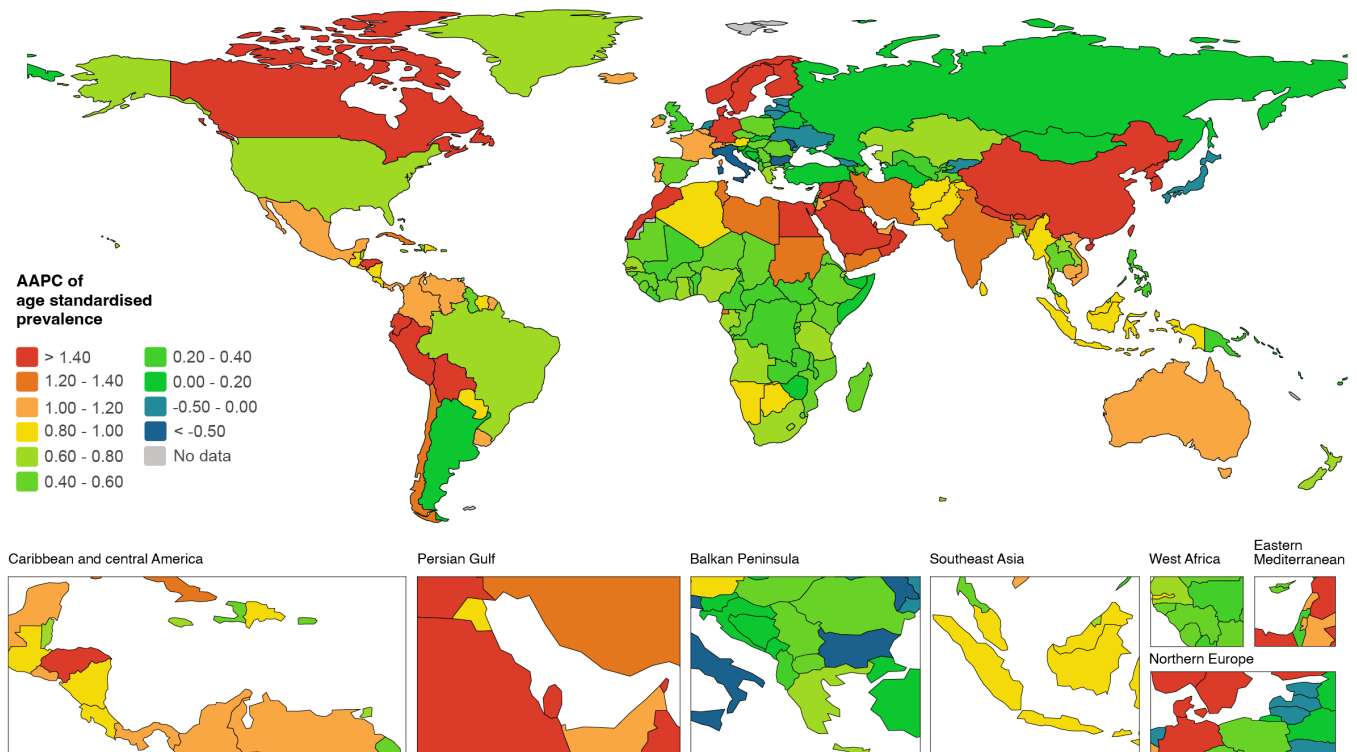 AAPC of
age standardised
prevalence
> 1.40
1.20 - 1.40
1.00 - 1.20
0.80 - 1.00
0.60 - 0.80
0.40 - 0.60
0.20 - 0.40
0.00 - 0.20
-0.50 - 0.00
< -0.50
No data
Caribbean and central America
Persian Gulf
Balkan Peninsula
Southeast Asia
West Africa
Eastern
Mediterranean
Northern Europe